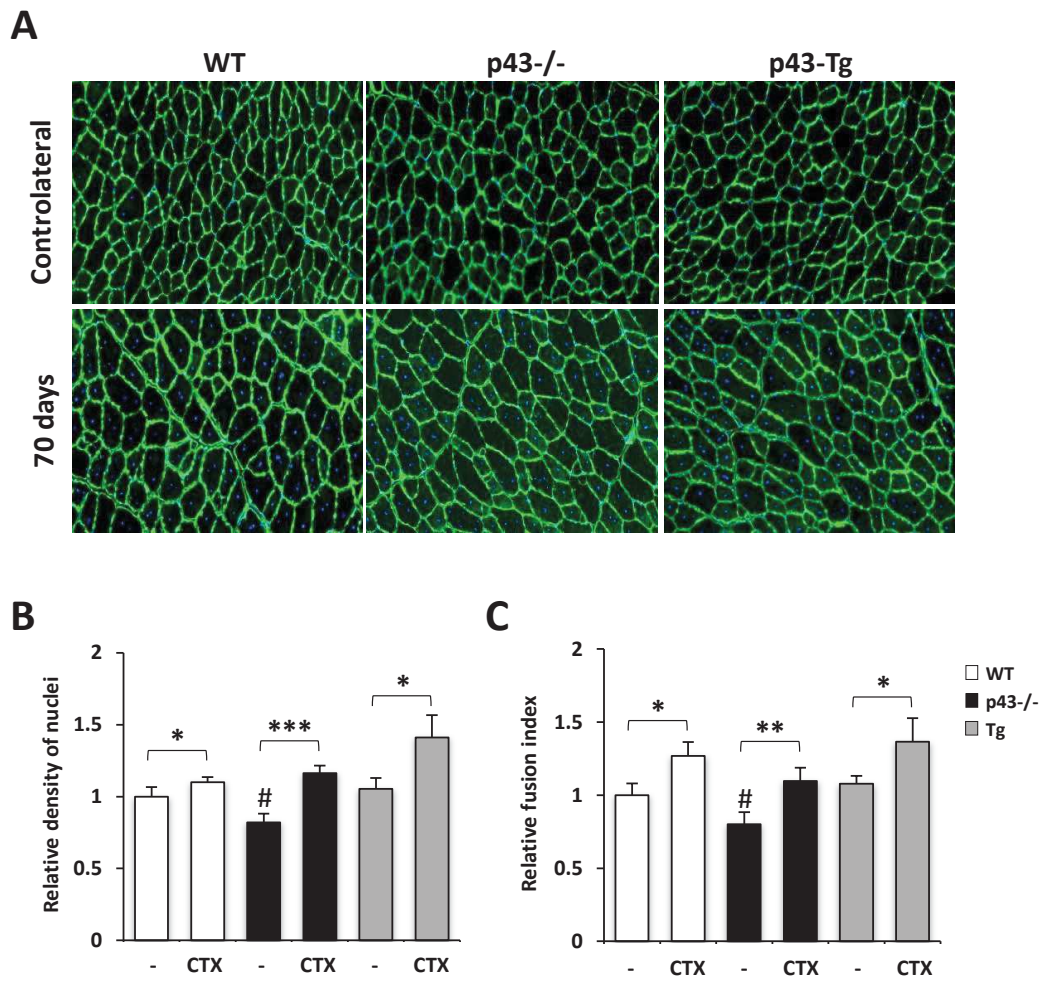 A
WT p43-/- p43-Tg
Controlateral
70 days
B
Relative density of nuclei
2
1.5
1
0.5
0
*
***
*
#
- CTX - CTX - CTX
C
Relative fusion index
2
1.5
1
0.5
0
*
**
*
#
- CTX - CTX - CTX
WT
p43-/-
Tg